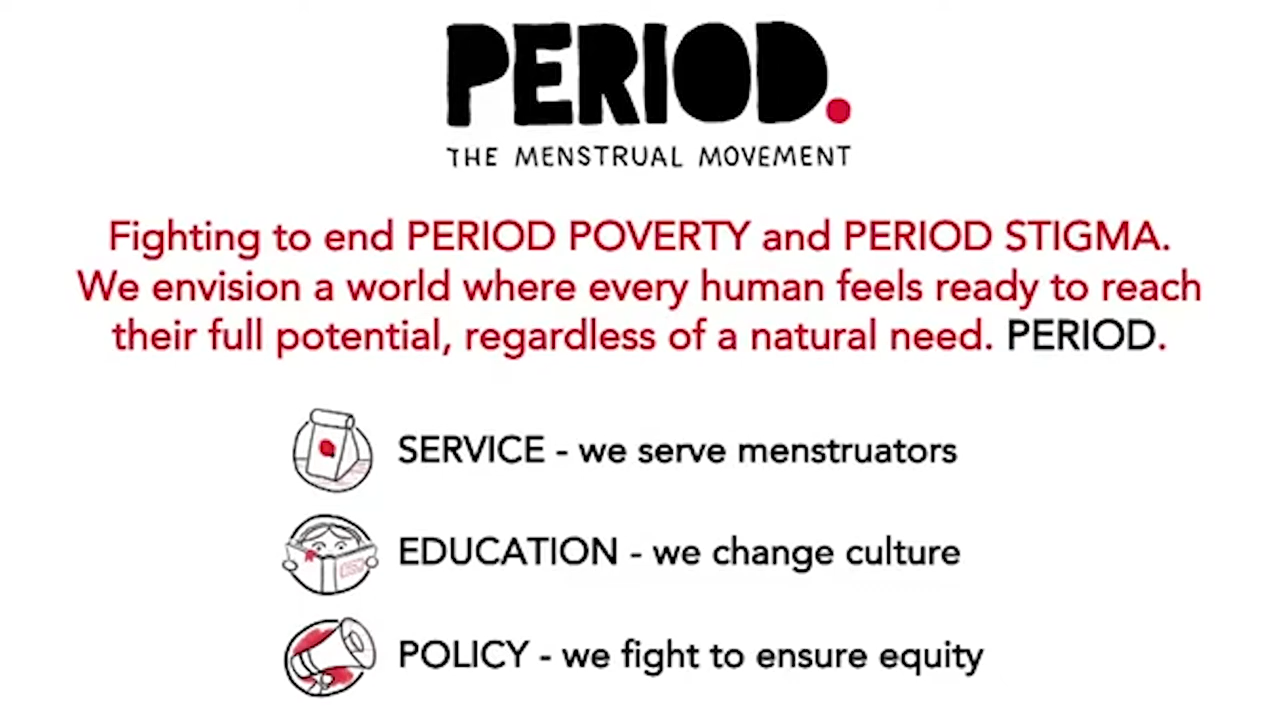 PERIOD.
THE MENSTRUAL MOVEMENT
Fighting to end PERIOD POVERTY and PERIOD STIGMA.
We envision a world where every human feels ready to reach
their full potential, regardless of a natural need. PERIOD.
SERVICE - we serve menstruators
EDUCATION - we change culture
POLICY - we fight to ensure equity